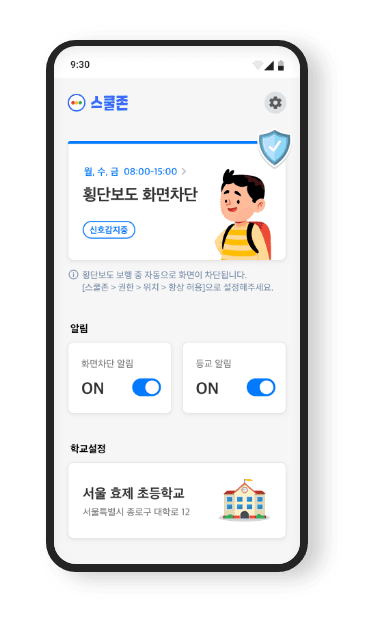 9:30
스쿨존
월, 수, 금 08:00-15:00 >
횡단보도 화면차단
신호감지중
횡단보도 보행 중 자동으로 화면이 차단됩니다.
[스쿨존 > 권한 > 위치 > 항상 허용]으로 설정해주세요.
알림
화면차단 알림
등교 알림
ON
ON
학교설정
서울 효제 초등학교
서울특별시 종로구 대학로 12